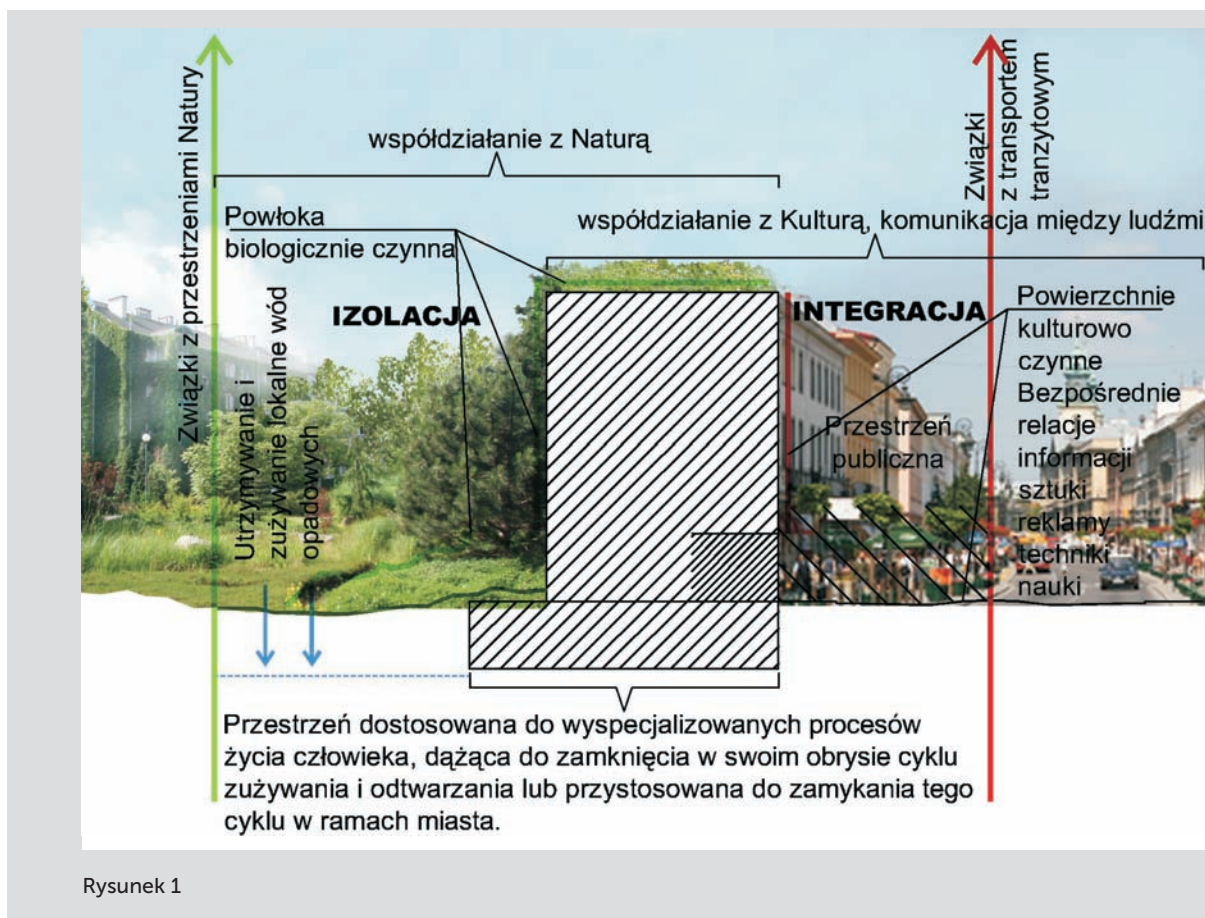 Związki z przestrzeniami Natury
Związki
z transportem
tranzytowym
współdziałanie z Naturą
Powłoka
biologicznie czynna
współdziałanie z Kulturą, komunikacja między ludźmi
IZOLACJA
INTEGRACJA
Utrzymywanie i
zużywanie lokalne wód
opadowych
Przestrzeń
publiczna
Powierzchnie
kulturowo
czynne
Bezpośrednie
relacje
informacji
sztuki
reklamy
techniki
nauki
Przestrzeń dostosowana do wyspecjalizowanych procesów
życia człowieka, dążąca do zamknięcia w swoim obrysie cyklu
zużywania i odtwarzania lub przystosowana do zamykania tego
cyklu w ramach miasta.
Rysunek 1